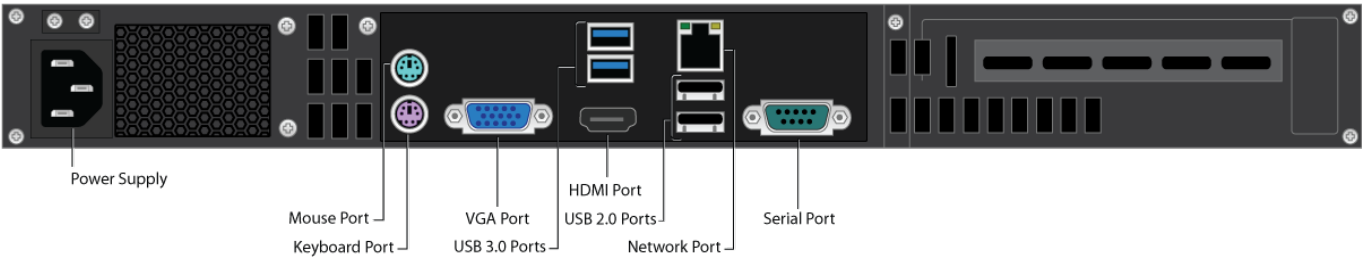 Power Supply
HDMI Port
Mouse Port
VGA Port
USB 2.0 Ports
Serial Port
Keyboard Port
USB 3.0 Ports
Network Port